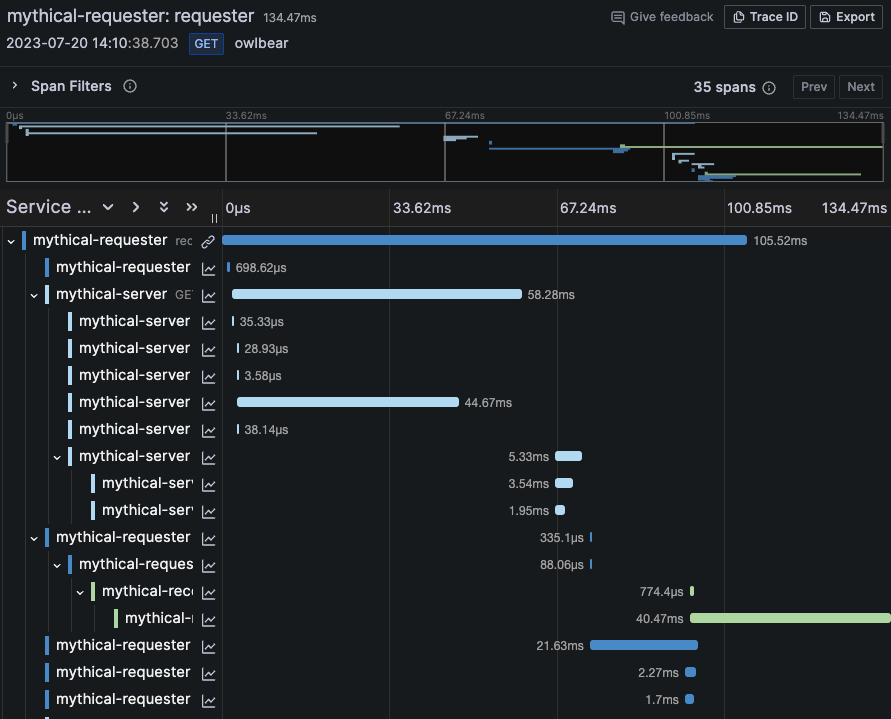 mythical-requester: requester 134.47ms Give feedback Trace ID Export
2023-07-20 14:10:38.703 GET owlbear
Span Filters 35 spans Prev Next
0μs 33.62ms 67.24ms 100.85ms 134.47ms
Service ... 0μs 33.62ms 67.24ms 100.85ms 134.47ms
mythical-requester rec 105.52ms
mythical-requester 698.62μs
mythical-server GE 58.28ms
mythical-server 35.33μs
mythical-server 28.93μs
mythical-server 3.58μs
mythical-server 44.67ms
mythical-server 38.14μs
mythical-server 5.33ms
mythical-ser 3.54ms
mythical-ser 1.95ms
mythical-requester 335.1μs
mythical-reques 88.06μs
mythical-rec 774.4μs
mythical- 40.47ms
mythical-requester 21.63ms
mythical-requester 2.27ms
mythical-requester 1.7ms